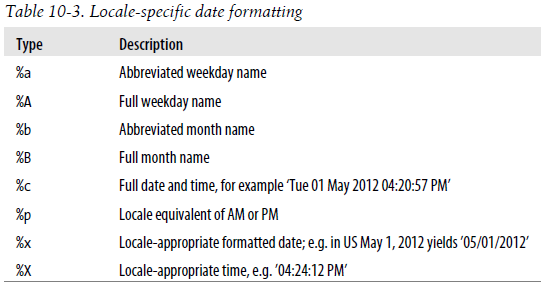 Table 10-3. Locale-specific date formatting
Type Description
%a Abbreviated weekday name
%A Full weekday name
%b Abbreviated month name
%B Full month name
%c Full date and time, for example ‘Tue 01 May 2012 04:20:57 PM’
%p Locale equivalent of AM or PM
%x Locale-appropriate formatted date; e.g. in US May 1, 2012 yields ’05/01/2012’
%X Locale-appropriate time, e.g. ’04:24:12 PM’